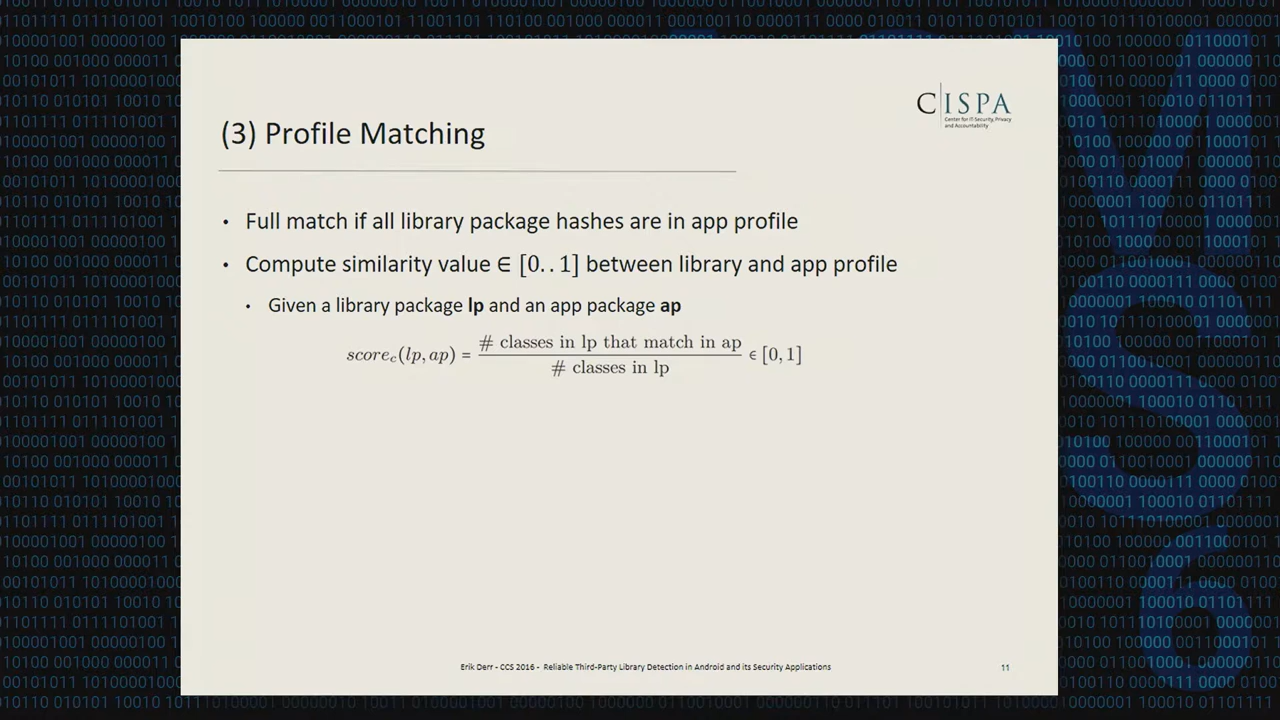 C|ISPA
Center for IT-Security, Privacy
and Accountability
(3) Profile Matching
• Full match if all library package hashes are in app profile
• Compute similarity value ∈ [0..1] between library and app profile
• Given a library package lp and an app package ap
score_c(lp, ap) = # classes in lp that match in ap / # classes in lp ∈ [0, 1]
Erik Derr - CCS 2016 - Reliable Third-Party Library Detection in Android and its Security Applications
11